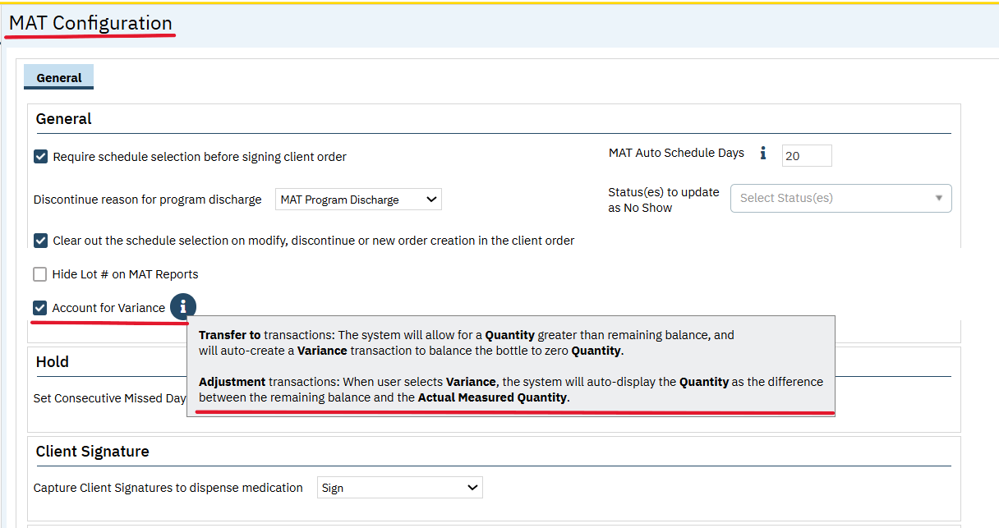 MAT Configuration
General
General
Require schedule selection before signing client order
MAT Auto Schedule Days
20
Discontinue reason for program discharge
MAT Program Discharge
Status(es) to update
as No Show
Select Status(es)
Clear out the schedule selection on modify, discontinue or new order creation in the client order
Hide Lot # on MAT Reports
Account for Variance
Transfer to transactions: The system will allow for a Quantity greater than remaining balance, and
will auto-create a Variance transaction to balance the bottle to zero Quantity.
Adjustment transactions: When user selects Variance, the system will auto-display the Quantity as the difference
between the remaining balance and the Actual Measured Quantity.
Hold
Set Consecutive Missed Day
Client Signature
Capture Client Signatures to dispense medication
Sign